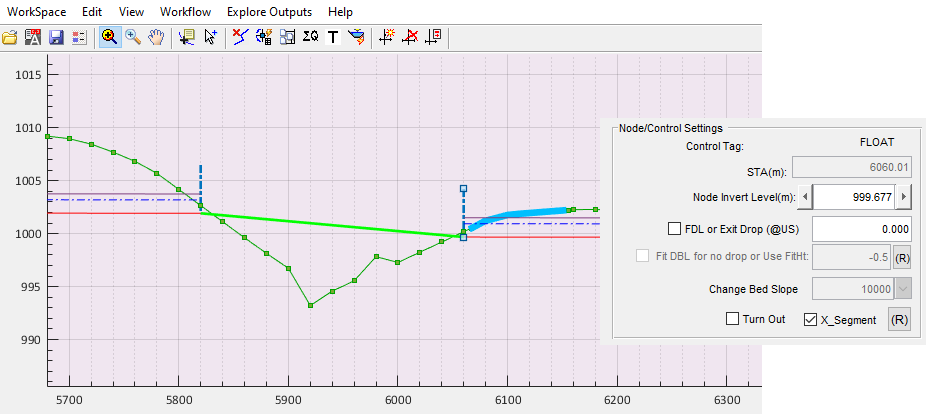 WorkSpace Edit View Workflow Explore Outputs Help
A ΣQ T
1015
1010
1005
1000
995
990
5700 5800 5900 6000 6100 6200 6300
Node/Control Settings
Control Tag: FLOAT
STA(m): 6060.01
Node Invert Level(m): 999.677
FDL or Exit Drop (@US) 0.000
Fit DBL for no drop or Use FitHt: -0.5 (R)
Change Bed Slope 10000
Turn Out X_Segment (R)